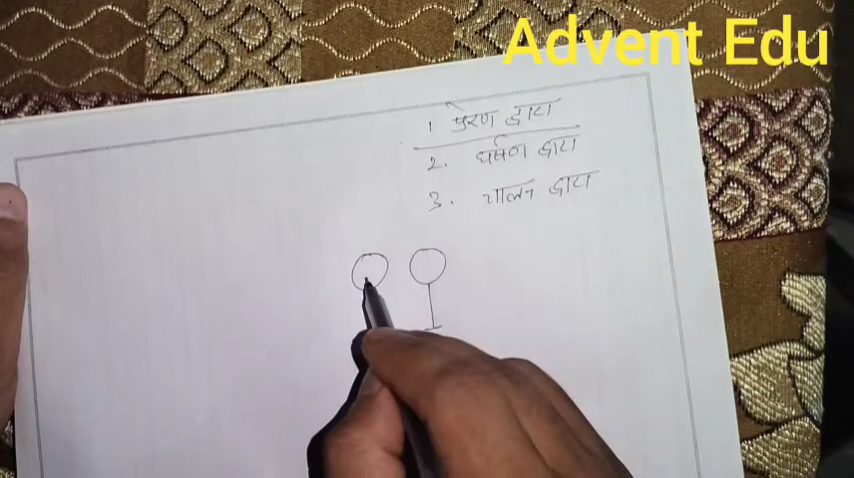 Advent Edu
1 प्रेरण द्वारा
2. घर्षण द्वारा
3. चालन द्वारा